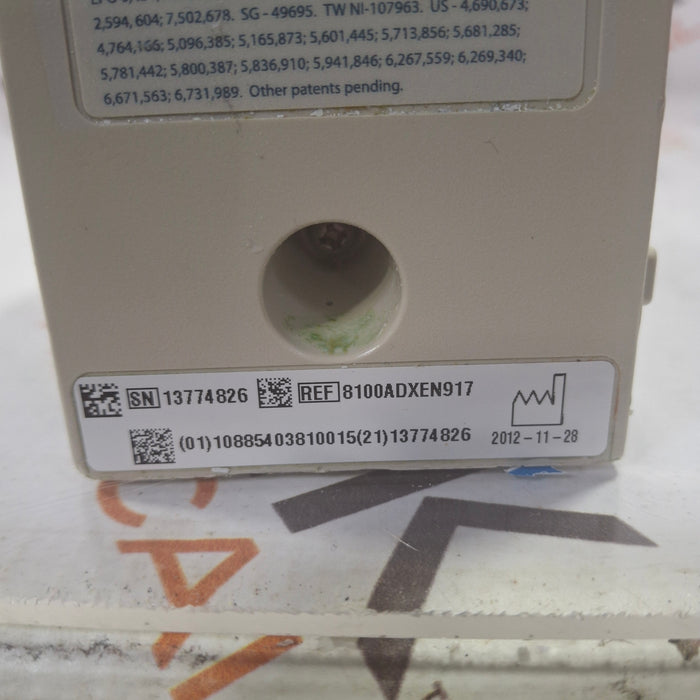 2,594,604; 7,502,678. SG - 49695. TW NI-107963. US - 4,690,673;
4,764,166; 5,096,385; 5,165,873; 5,601,445; 5,713,856; 5,681,285;
5,781,442; 5,800,387; 5,836,910; 5,941,846; 6,267,559; 6,269,340;
6,671,563; 6,731,989. Other patents pending.
SN 13774826 REF 8100ADXEN917
(01)10885403810015(21)13774826 2012-11-28
CAL